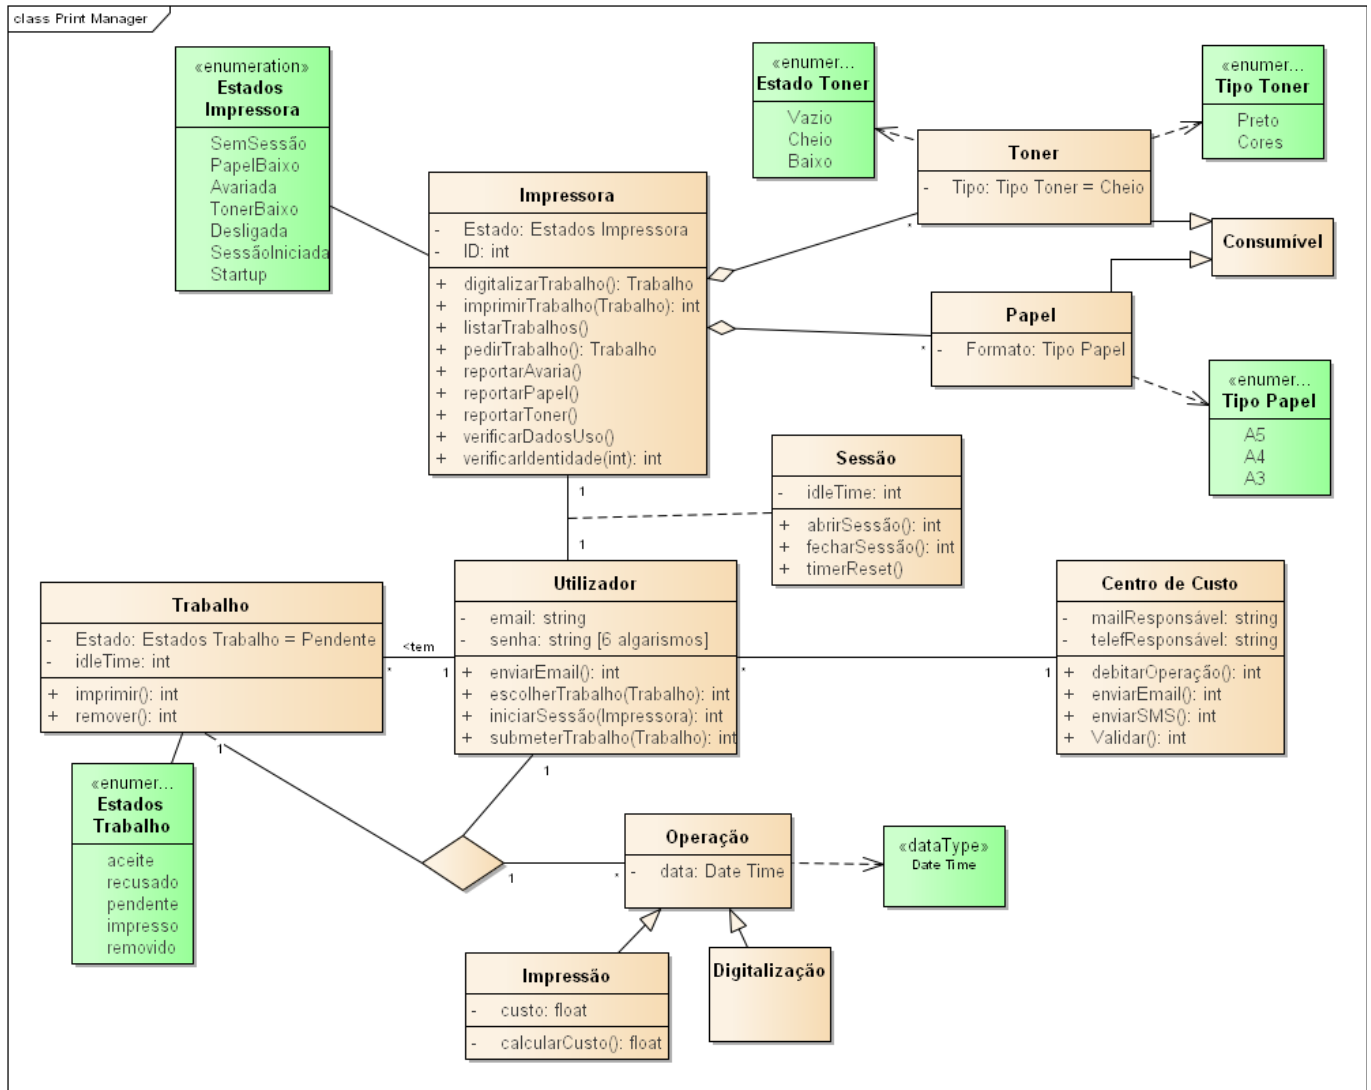 class Print Manager
«enumeration»
Estados
Impressora
SemSessão
PapelBaixo
Avariada
TonerBaixo
Desligada
SessãoIniciada
Startup
Impressora
- Estado: Estados Impressora
- ID: int
+ digitalizarTrabalho(): Trabalho
+ imprimirTrabalho(Trabalho): int
+ listarTrabalhos()
+ pedirTrabalho(): Trabalho
+ reportarAvaria()
+ reportarPapel()
+ reportarToner()
+ verificarDadosUso()
+ verificarIdentidade(int): int
«enumer...
Estado Toner
Vazio
Cheio
Baixo
«enumer...
Tipo Toner
Preto
Cores
Toner
- Tipo: Tipo Toner = Cheio
*
Consumível
Papel
- Formato: Tipo Papel
*
«enumer...
Tipo Papel
A5
A4
A3
1
1
Sessão
- idleTime: int
+ abrirSessão(): int
+ fecharSessão(): int
+ timerReset()
Trabalho
- Estado: Estados Trabalho = Pendente
- idleTime: int
+ imprimir(): int
+ remover(): int
<tem
* 1
Utilizador
- email: string
- senha: string [6 algarismos]
+ enviarEmail(): int
+ escolherTrabalho(Trabalho): int
+ iniciarSessão(Impressora): int
+ submeterTrabalho(Trabalho): int
* 1
Centro de Custo
- mailResponsável: string
- telefResponsável: string
+ debitarOperação(): int
+ enviarEmail(): int
+ enviarSMS(): int
+ Validar(): int
1
1
«enumer...
Estados
Trabalho
aceite
recusado
pendente
impresso
removido
1 *
Operação
- data: Date Time
«dataType»
Date Time
Impressão
- custo: float
- calcularCusto(): float
Digitalização